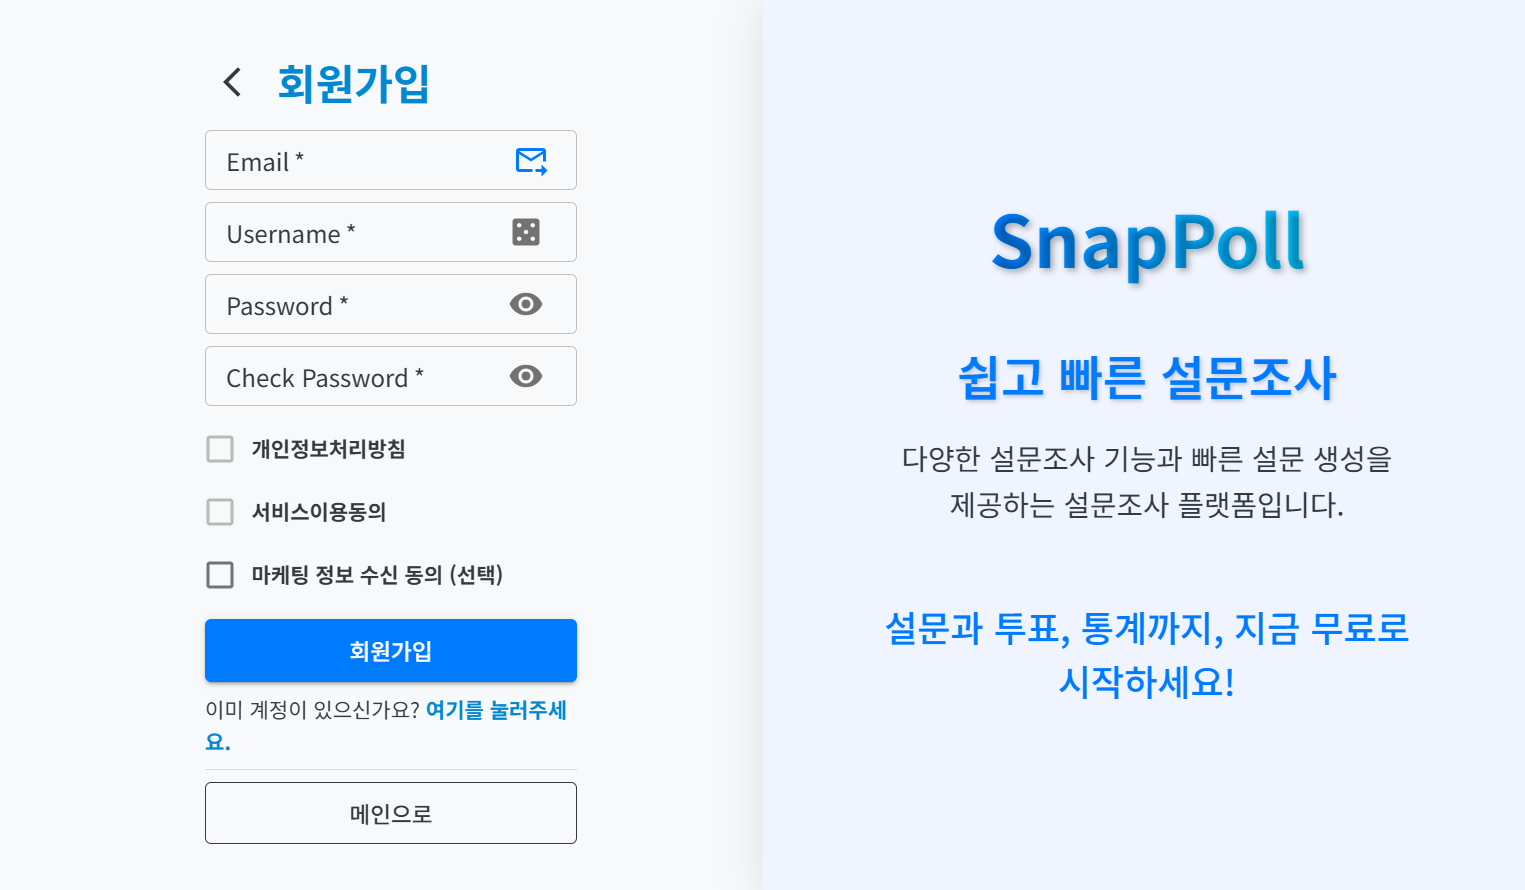 회원가입
Email *
Username *
Password *
Check Password *
개인정보처리방침
서비스이용동의
마케팅 정보 수신 동의 (선택)
회원가입
이미 계정이 있으신가요? 여기를 눌러주세
요.
메인으로
SnapPoll
쉽고 빠른 설문조사
다양한 설문조사 기능과 빠른 설문 생성을
제공하는 설문조사 플랫폼입니다.
설문과 투표, 통계까지, 지금 무료로
시작하세요!